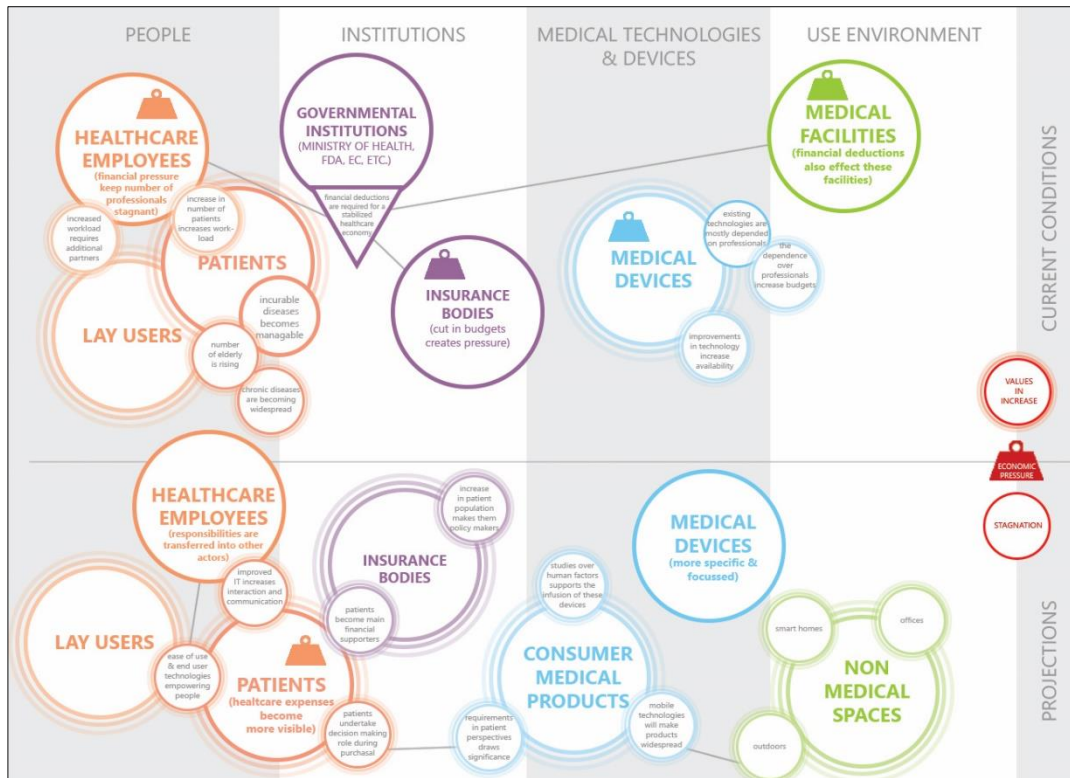 PEOPLE
INSTITUTIONS
MEDICAL TECHNOLOGIES
& DEVICES
USE ENVIRONMENT
CURRENT CONDITIONS
HEALTHCARE
EMPLOYEES
(financial pressure
keep number of
professionals
stagnant)
increased
workload
requires
additional
partners
increase in
number of
patients
increases work-
load
PATIENTS
LAY USERS
incurable
diseases
becomes
managable
number
of elderly
is rising
chronic diseases
are becoming
widespread
GOVERNMENTAL
INSTITUTIONS
(MINISTRY OF HEALTH,
FDA, EC, ETC.)
financial deductions
are required for a
stabilized
healthcare
economy
INSURANCE
BODIES
(cut in budgets
creates pressure)
MEDICAL
DEVICES
existing
technologies are
mostly depended
on professionals
the
dependence
over
professionals
increase budgets
improvements
in technology
increase
availability
MEDICAL
FACILITIES
(financial deductions
also effect these
facilities)
VALUES
IN
INCREASE
ECONOMIC
PRESSURE
STAGNATION
PROJECTIONS
HEALTHCARE
EMPLOYEES
(responsibilities are
transferred into other
actors)
improved
IT increases
interaction and
communication
LAY USERS
ease of use
& end user
technologies
empowering
people
PATIENTS
(healtcare expenses
become
more visible)
patients
undertake
decision making
role during
purchasal
increase
in patient
population
makes them
policy makers
INSURANCE
BODIES
patients
become main
financial
supporters
MEDICAL
DEVICES
(more specific &
focussed)
studies over
human factors
supports the
infusion of these
devices
CONSUMER
MEDICAL
PRODUCTS
requirements
in patient
perspectives
draws
significance
mobile
technologies
will make
products
widespread
smart homes
offices
NON
MEDICAL
SPACES
outdoors